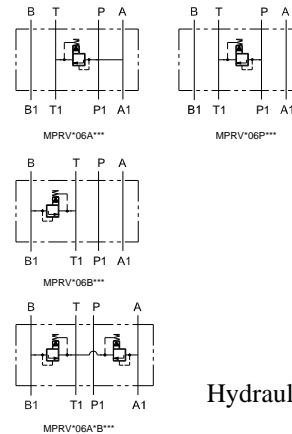 B T P A
B1 T1 P1 A1
MPRV*06A***
B T P A
B1 T1 P1 A1
MPRV*06P***
B T P A
B1 T1 P1 A1
MPRV*06B***
B T P A
B1 T1 P1 A1
MPRV*06A*B***
Hydraul